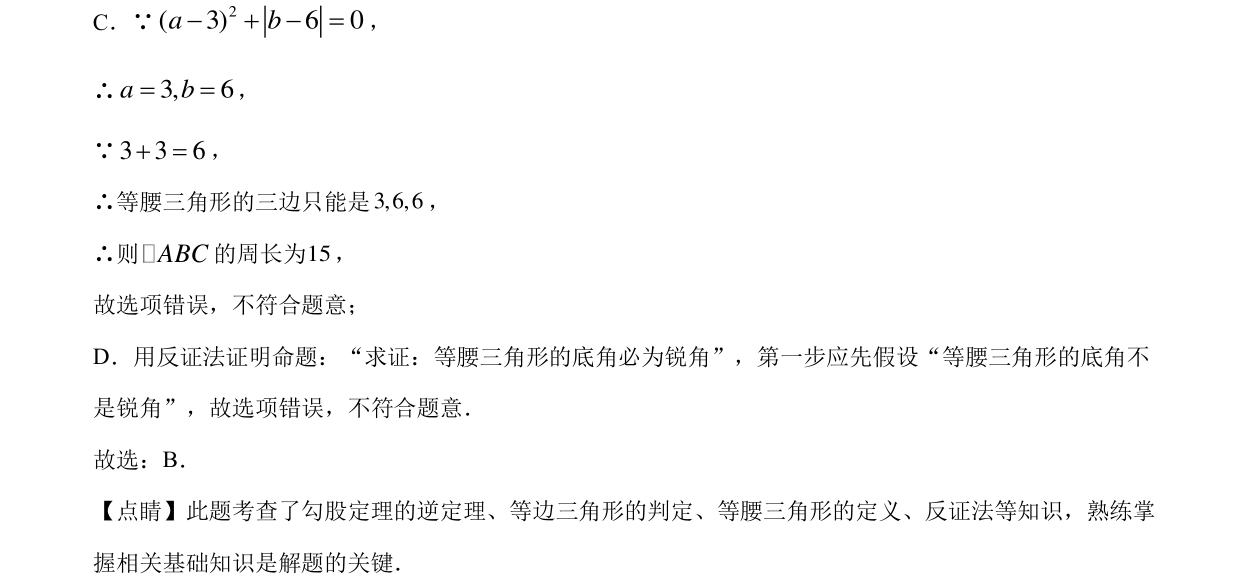 C．∵(a－3)²＋|b－6|＝0，
∴a＝3,b＝6，
∵3＋3＝6，
∴等腰三角形的三边只能是3,6,6，
∴则□ABC的周长为15，
故选项错误，不符合题意；
D．用反证法证明命题：“求证：等腰三角形的底角必为锐角”，第一步应先假设“等腰三角形的底角不
是锐角”，故选项错误，不符合题意．
故选：B．
【点睛】此题考查了勾股定理的逆定理、等边三角形的判定、等腰三角形的定义、反证法等知识，熟练掌
握相关基础知识是解题的关键．